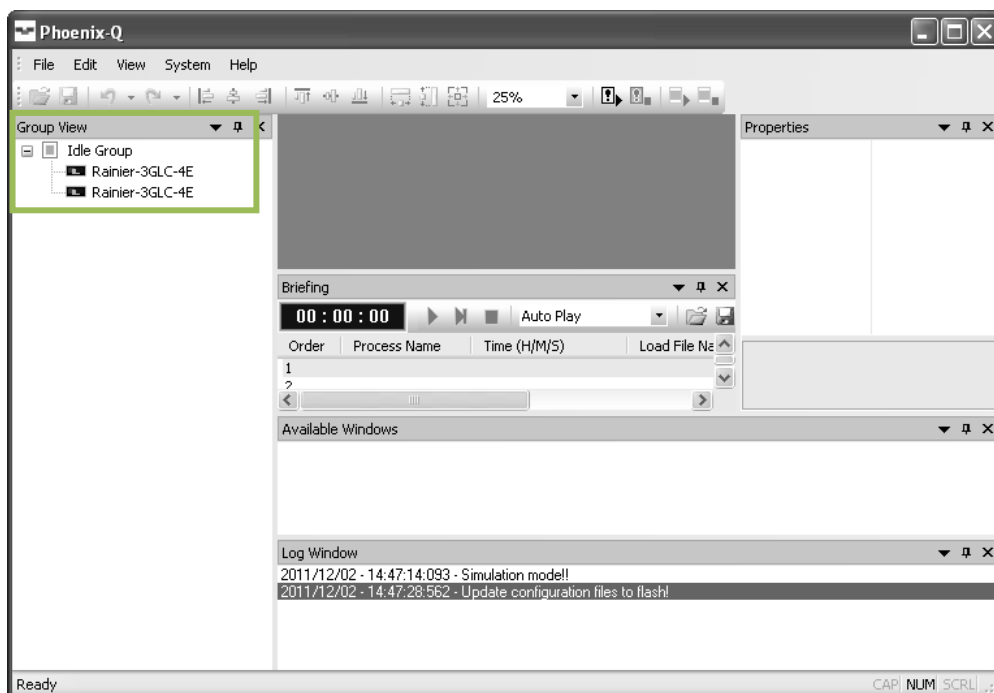 Phoenix-Q
File Edit View System Help
25%
Group View
Idle Group
Rainier-3GLC-4E
Rainier-3GLC-4E
Properties
Briefing
00 : 00 : 00 Auto Play
Order Process Name Time (H/M/S) Load File Na
1
2
Available Windows
Log Window
2011/12/02 - 14:47:14:093 - Simulation mode!!
2011/12/02 - 14:47:28:562 - Update configuration files to flash!
Ready CAP NUM SCRL